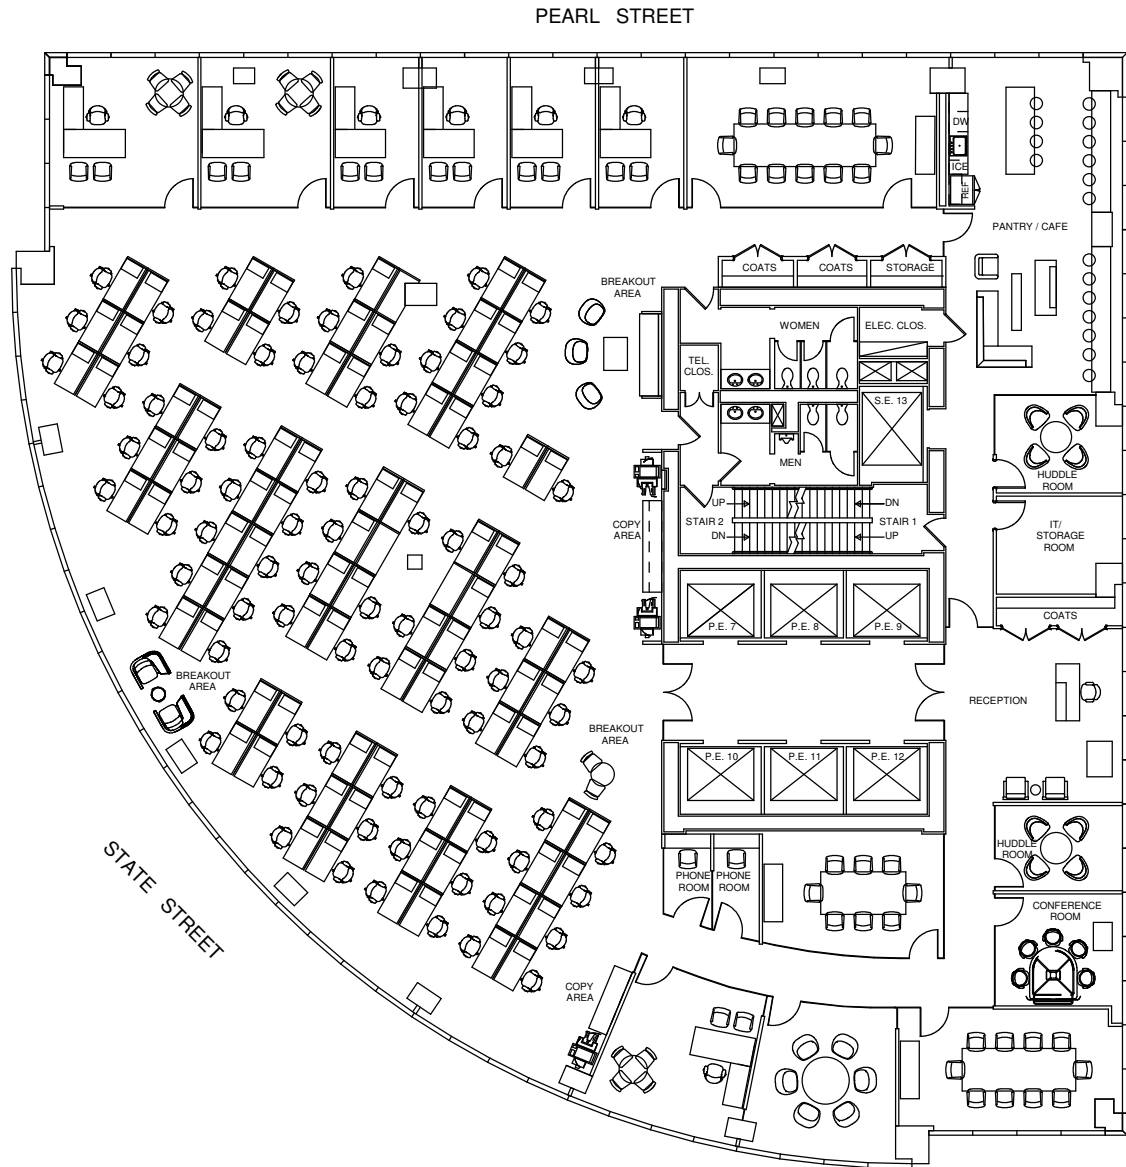 PEARL STREET
DW
ICE
REF.
PANTRY / CAFE
COATS
COATS
STORAGE
BREAKOUT
AREA
WOMEN
ELEC. CLOS.
TEL.
CLOS.
S.E. 13
MEN
HUDDLE
ROOM
UP
DN
STAIR 2
STAIR 1
DN
UP
COPY
AREA
IT/
STORAGE
ROOM
P.E. 7
P.E. 8
P.E. 9
COATS
BREAKOUT
AREA
RECEPTION
BREAKOUT
AREA
P.E. 10
P.E. 11
P.E. 12
HUDDLE
ROOM
PHONE
ROOM
PHONE
ROOM
CONFERENCE
ROOM
STATE STREET
COPY
AREA